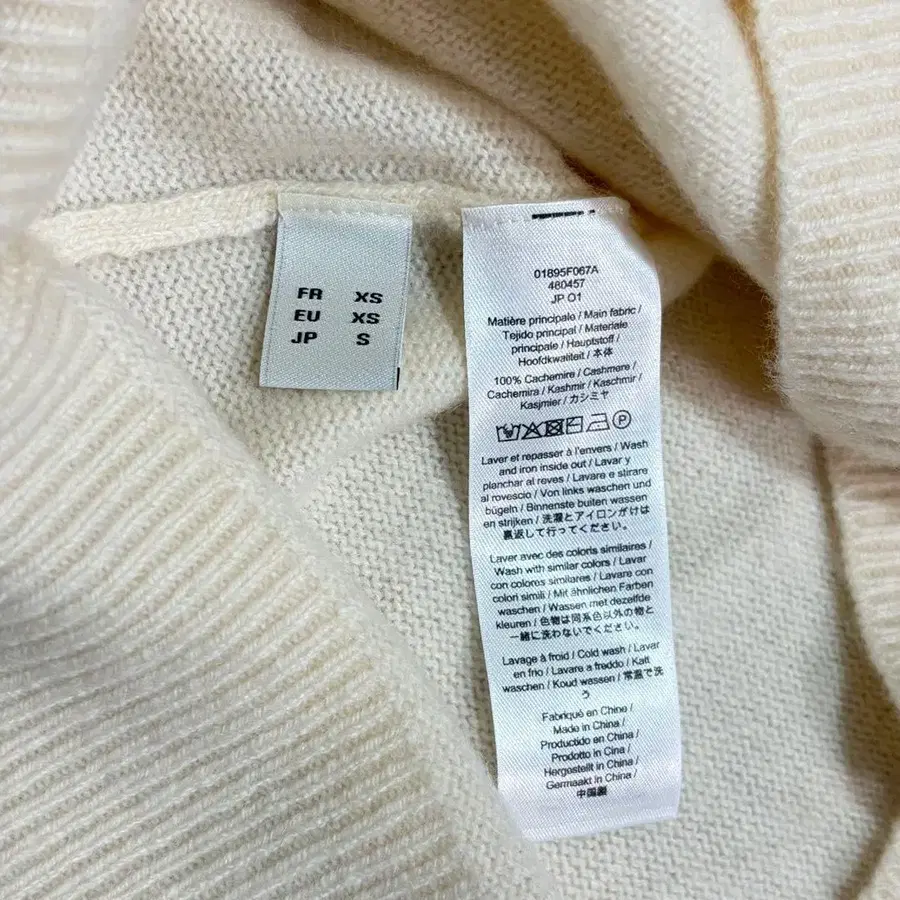 FR XS
EU XS
JP S
01895F067A
480457
JP O1
Matière principale / Main fabric /
Tejido principal / Materiale
principale / Hauptstoff /
Hoofdkwaliteit / 本体
100% Cachemire / Cashmere /
Cachemira / Kashmir / Kaschmir /
Kasjmier / カシミヤ
P
Laver et repasser à l'envers / Wash
and iron inside out / Lavar y
planchar al reves / Lavare e stirare
al rovescio / Von links waschen und
bügeln / Binnenste buiten wassen
en strijken / 洗濯とアイロンがけは
裏返して行ってください。
Laver avec des coloris similaires /
Wash with similar colors / Lavar
con colores similares / Lavare con
colori simili / Mit ähnlichen Farben
waschen / Wassen met dezelfde
kleuren / 色物は同系色以外の物と
一緒に洗わないでください。
Lavage à froid / Cold wash / Lavar
en frio / Lavare a freddo / Kalt
waschen / Koud wassen / 常温で洗
う
Fabriqué en Chine /
Made in China /
Productido en China /
Prodotto in Cina /
Hergestellt in China /
Germaakt in China /
中国製